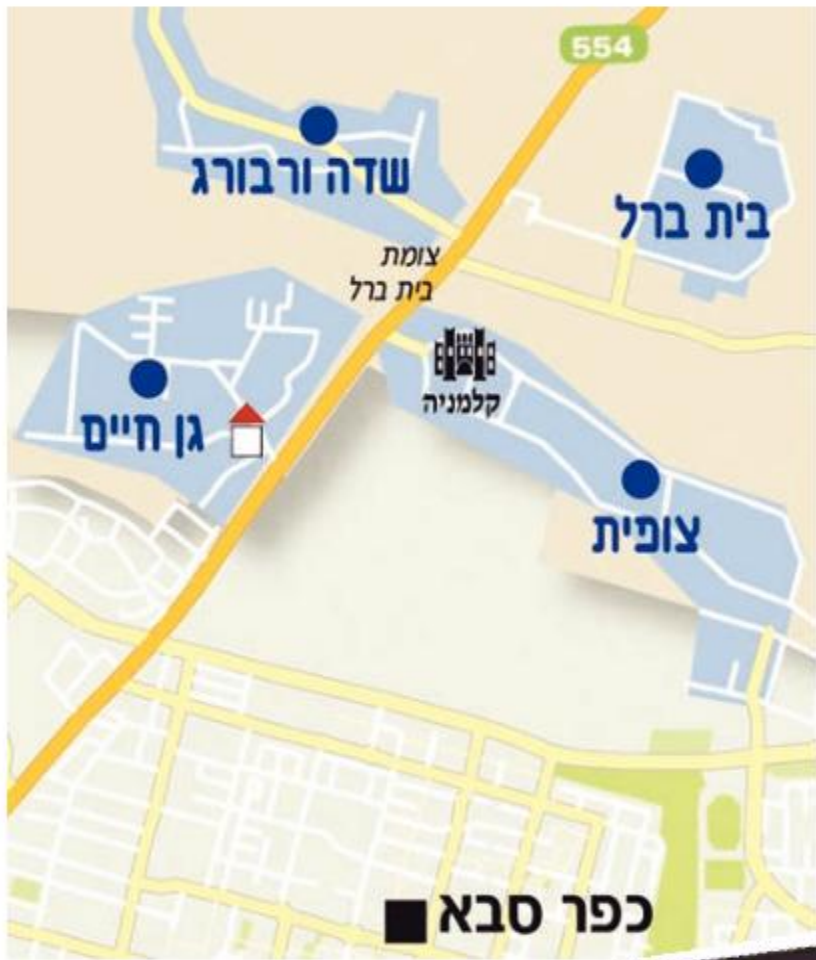 554
שדה ורבורג
בית ברל
צומת
בית ברל
קלמניה
גן חיים
צופית
כפר סבא